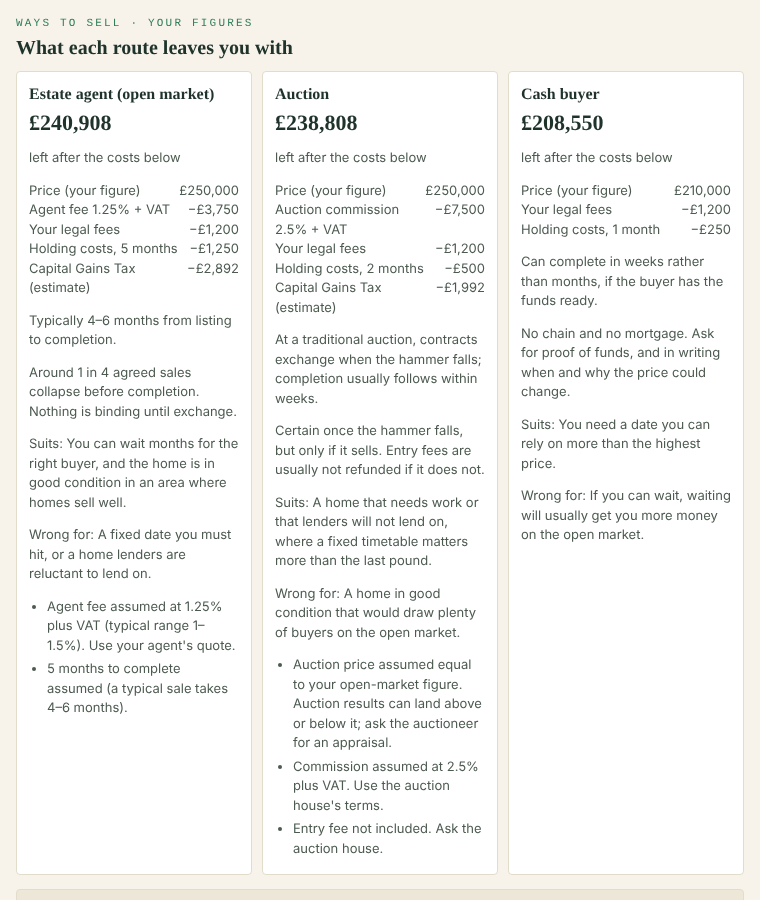 WAYS TO SELL · YOUR FIGURES
What each route leaves you with
Estate agent (open market)
£240,908
left after the costs below
Price (your figure) £250,000
Agent fee 1.25% + VAT −£3,750
Your legal fees −£1,200
Holding costs, 5 months −£1,250
Capital Gains Tax −£2,892
(estimate)
Typically 4–6 months from listing
to completion.
Around 1 in 4 agreed sales
collapse before completion.
Nothing is binding until exchange.
Suits: You can wait months for the
right buyer, and the home is in
good condition in an area where
homes sell well.
Wrong for: A fixed date you must
hit, or a home lenders are
reluctant to lend on.
• Agent fee assumed at 1.25%
plus VAT (typical range 1–
1.5%). Use your agent's quote.
• 5 months to complete
assumed (a typical sale takes
4–6 months).
Auction
£238,808
left after the costs below
Price (your figure) £250,000
Auction commission −£7,500
2.5% + VAT
Your legal fees −£1,200
Holding costs, 2 months −£500
Capital Gains Tax −£1,992
(estimate)
At a traditional auction, contracts
exchange when the hammer falls;
completion usually follows within
weeks.
Certain once the hammer falls,
but only if it sells. Entry fees are
usually not refunded if it does not.
Suits: A home that needs work or
that lenders will not lend on,
where a fixed timetable matters
more than the last pound.
Wrong for: A home in good
condition that would draw plenty
of buyers on the open market.
• Auction price assumed equal
to your open-market figure.
Auction results can land above
or below it; ask the auctioneer
for an appraisal.
• Commission assumed at 2.5%
plus VAT. Use the auction
house's terms.
• Entry fee not included. Ask the
auction house.
Cash buyer
£208,550
left after the costs below
Price (your figure) £210,000
Your legal fees −£1,200
Holding costs, 1 month −£250
Can complete in weeks rather
than months, if the buyer has the
funds ready.
No chain and no mortgage. Ask
for proof of funds, and in writing
when and why the price could
change.
Suits: You need a date you can
rely on more than the highest
price.
Wrong for: If you can wait, waiting
will usually get you more money
on the open market.